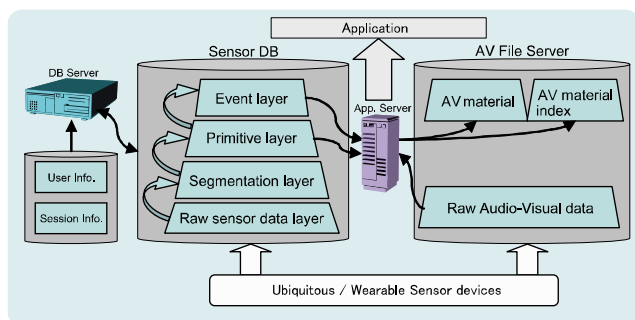 Application
Sensor DB
AV File Server
DB Server
Event layer
App. Server
AV material
AV material
index
Primitive layer
User Info.
Segmentation layer
Session Info.
Raw sensor data layer
Raw Audio-Visual data
Ubiquitous / Wearable Sensor devices